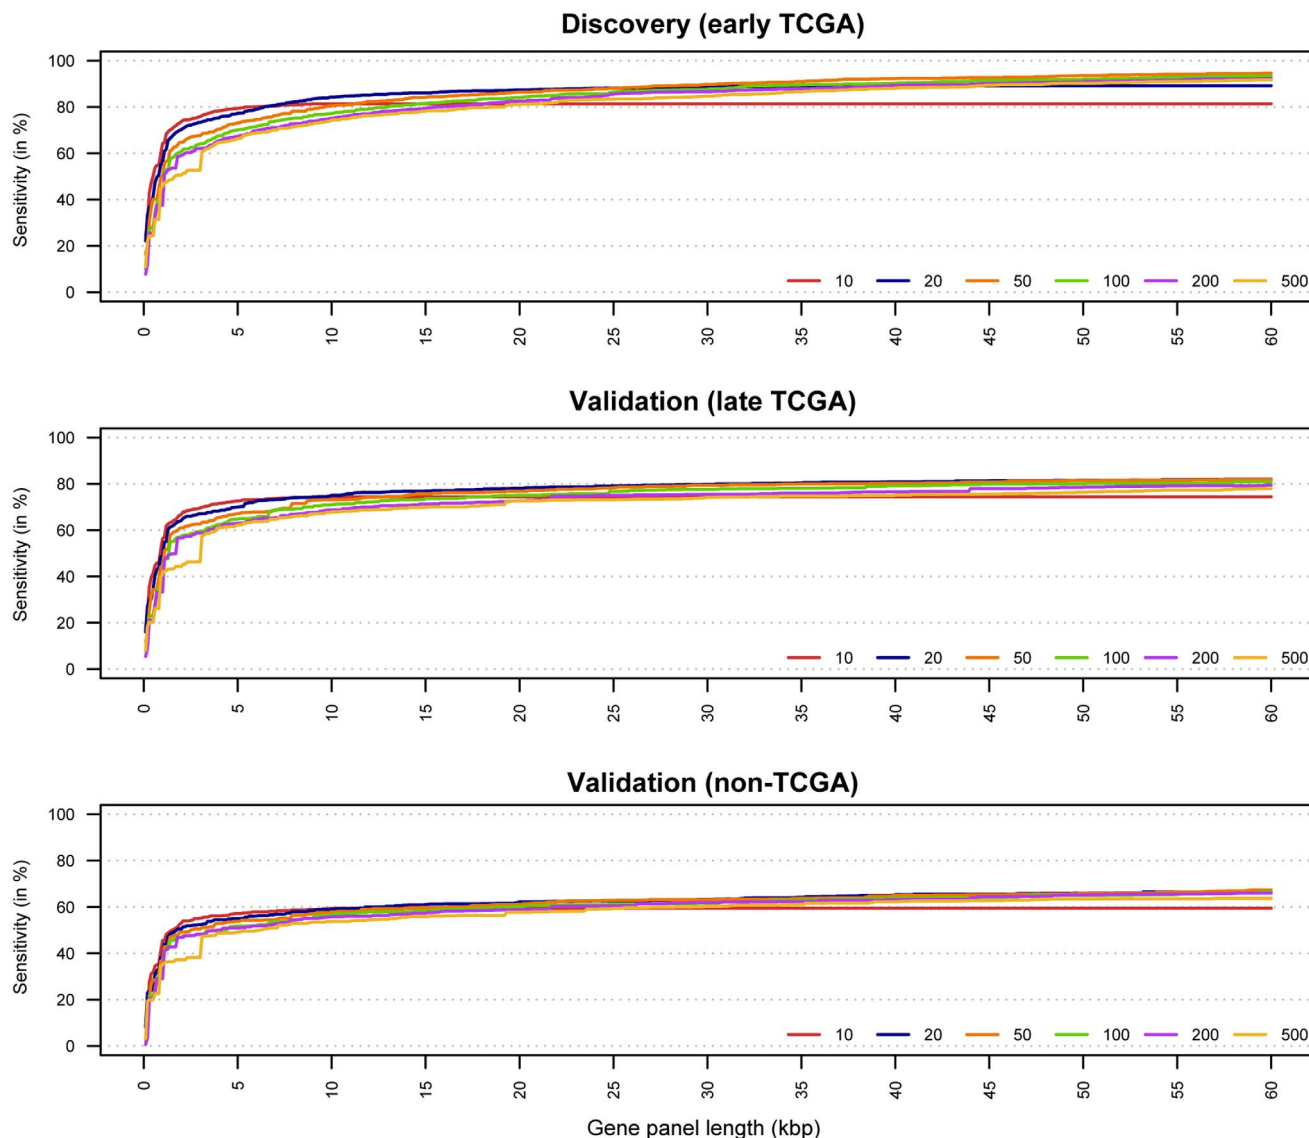 Discovery (early TCGA)
Sensitivity (in %)
100
80
60
40
20
0
10 20 50 100 200 500
0 5 10 15 20 25 30 35 40 45 50 55 60
Validation (late TCGA)
Sensitivity (in %)
100
80
60
40
20
0
10 20 50 100 200 500
0 5 10 15 20 25 30 35 40 45 50 55 60
Validation (non-TCGA)
Sensitivity (in %)
100
80
60
40
20
0
10 20 50 100 200 500
0 5 10 15 20 25 30 35 40 45 50 55 60
Gene panel length (kbp)